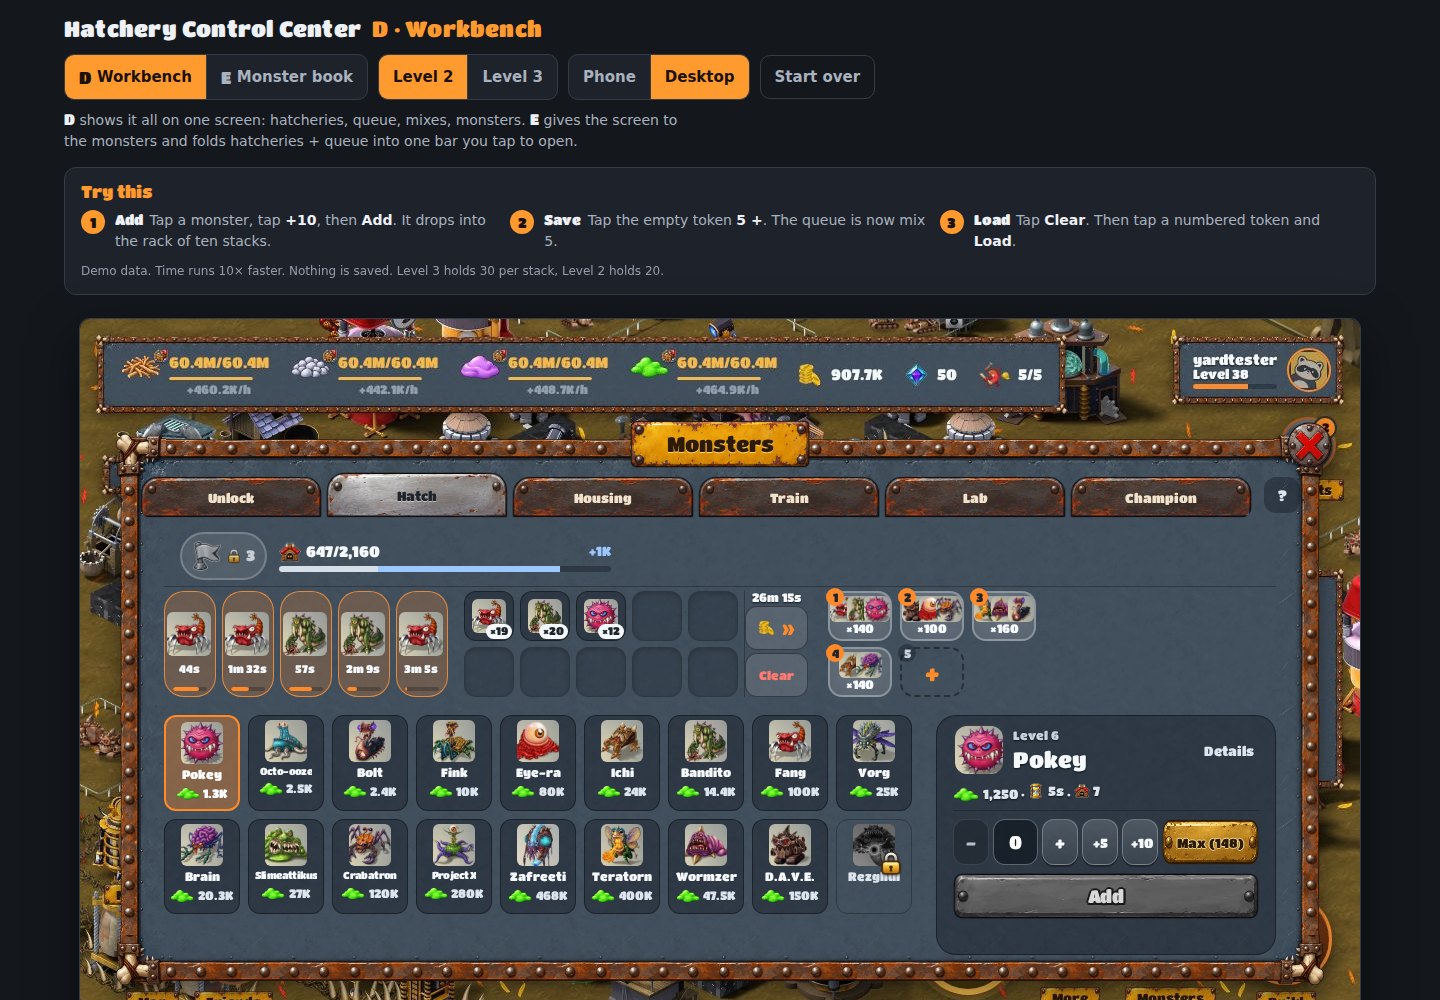 Hatchery Control Center D · Workbench
D Workbench E Monster book Level 2 Level 3 Phone Desktop Start over
D shows it all on one screen: hatcheries, queue, mixes, monsters. E gives the screen to
the monsters and folds hatcheries + queue into one bar you tap to open.
Try this
1 Add Tap a monster, tap +10, then Add. It drops into
the rack of ten stacks.
2 Save Tap the empty token 5 +. The queue is now mix
5.
3 Load Tap Clear. Then tap a numbered token and
Load.
Demo data. Time runs 10× faster. Nothing is saved. Level 3 holds 30 per stack, Level 2 holds 20.
60.4M/60.4M 60.4M/60.4M 60.4M/60.4M 60.4M/60.4M 907.7K 50 5/5
+460.2K/h +442.1K/h +448.7K/h +464.9K/h
yardtester
Level 38
Monsters
Unlock Hatch Housing Train Lab Champion ?
3 647/2,160 +1K
44s 1m 32s 57s 2m 9s 3m 5s
×19 ×20 ×12
26m 15s
Clear
1 ×140 2 ×100 3 ×160
4 ×140 5 +
Pokey Octo-ooze Bolt Fink Eye-ra Ichi Bandito Fang Vorg
1.3K 2.5K 2.4K 10K 80K 24K 14.4K 100K 25K
Brain Slimeattikus Crabatron Project X Zafreeti Teratorn Wormzer D.A.V.E.
20.3K 27K 120K 280K 468K 400K 47.5K 150K
Level 6
Pokey
Details
1,250 · 5s · 7
− 0 + +5 +10 Max (148)
Add
More Monsters